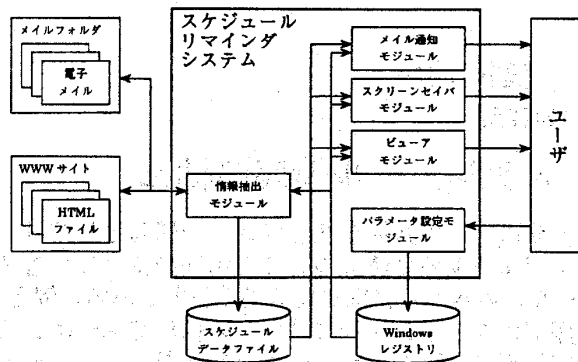 メイルフォルダ
電子
メイル
WWW サイト
HTML
ファイル
スケジュール
リマインダ
システム
情報抽出
モジュール
メイル通知
モジュール
スクリーンセイバ
モジュール
ビューア
モジュール
パラメータ設定モ
ジュール
ユーザ
スケジュール
データファイル
Windows
レジストリ